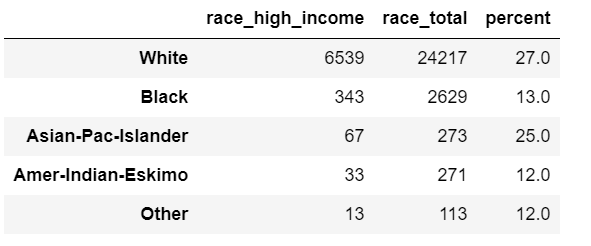 race_high_income race_total percent
White 6539 24217 27.0
Black 343 2629 13.0
Asian-Pac-Islander 67 273 25.0
Amer-Indian-Eskimo 33 271 12.0
Other 13 113 12.0